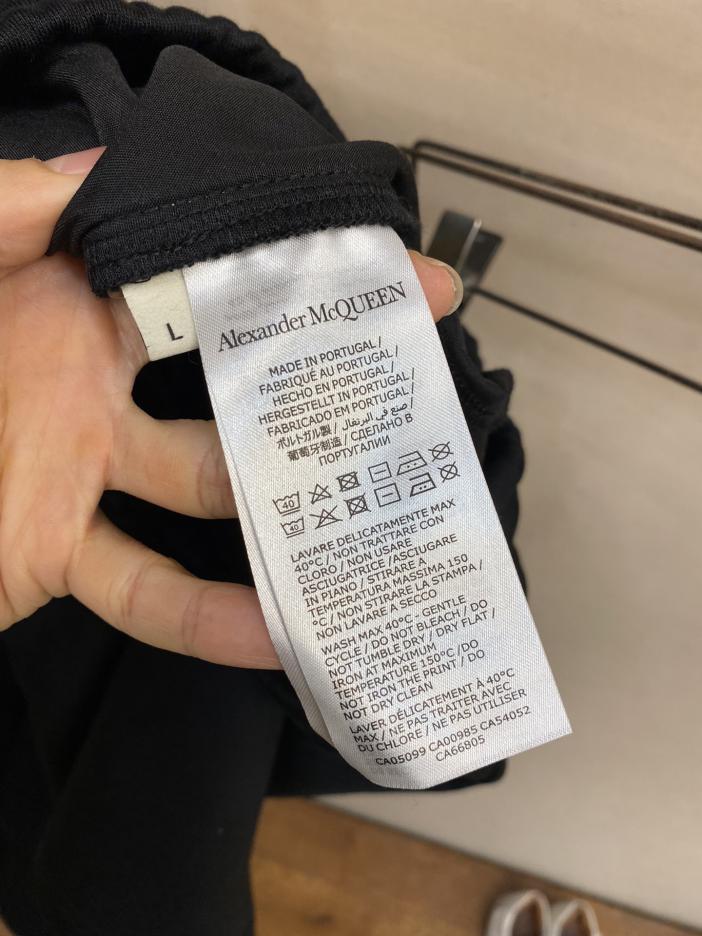 L
Alexander McQUEEN
MADE IN PORTUGAL /
FABRIQUÉ AU PORTUGAL /
HECHO EN PORTUGAL /
HERGESTELLT IN PORTUGAL /
FABRICADO EM PORTUGAL /
ポルトガル製 / صنع في البرتغال /
葡萄牙制造 / СДЕЛАНО В
ПОРТУГАЛИИ
40
40
LAVARE DELICATAMENTE MAX
40°C / NON TRATTARE CON
CLORO / NON USARE
ASCIUGATRICE /ASCIUGARE
IN PIANO / STIRARE A
TEMPERATURA MASSIMA 150
°C / NON STIRARE LA STAMPA /
NON LAVARE A SECCO
WASH MAX 40°C - GENTLE
CYCLE / DO NOT BLEACH / DO
NOT TUMBLE DRY / DRY FLAT /
IRON AT MAXIMUM
TEMPERATURE 150°C /DO
NOT IRON THE PRINT / DO
NOT DRY CLEAN
LAVER DÉLICATEMENT À 40°C
MAX / NE PAS TRAITER AVEC
DU CHLORE / NE PAS UTILISER
CA05099 CA00985 CA54052
CA66805